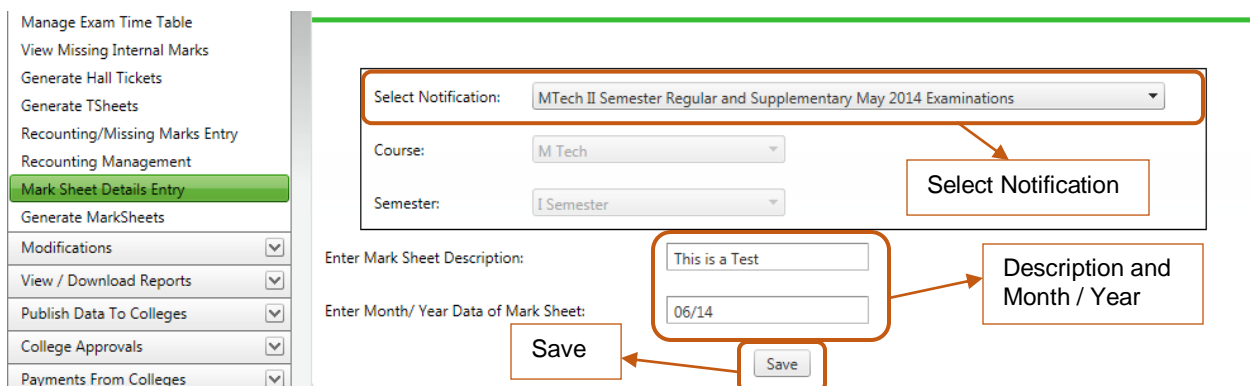 Manage Exam Time Table
View Missing Internal Marks
Generate Hall Tickets
Generate TSheets
Recounting/Missing Marks Entry
Recounting Management
Mark Sheet Details Entry
Generate MarkSheets
Modifications
View / Download Reports
Publish Data To Colleges
College Approvals
Payments From Colleges
Select Notification: MTech II Semester Regular and Supplementary May 2014 Examinations
Course: M Tech
Semester: I Semester
Select Notification
Enter Mark Sheet Description: This is a Test
Enter Month/ Year Data of Mark Sheet: 06/14
Description and
Month / Year
Save
Save